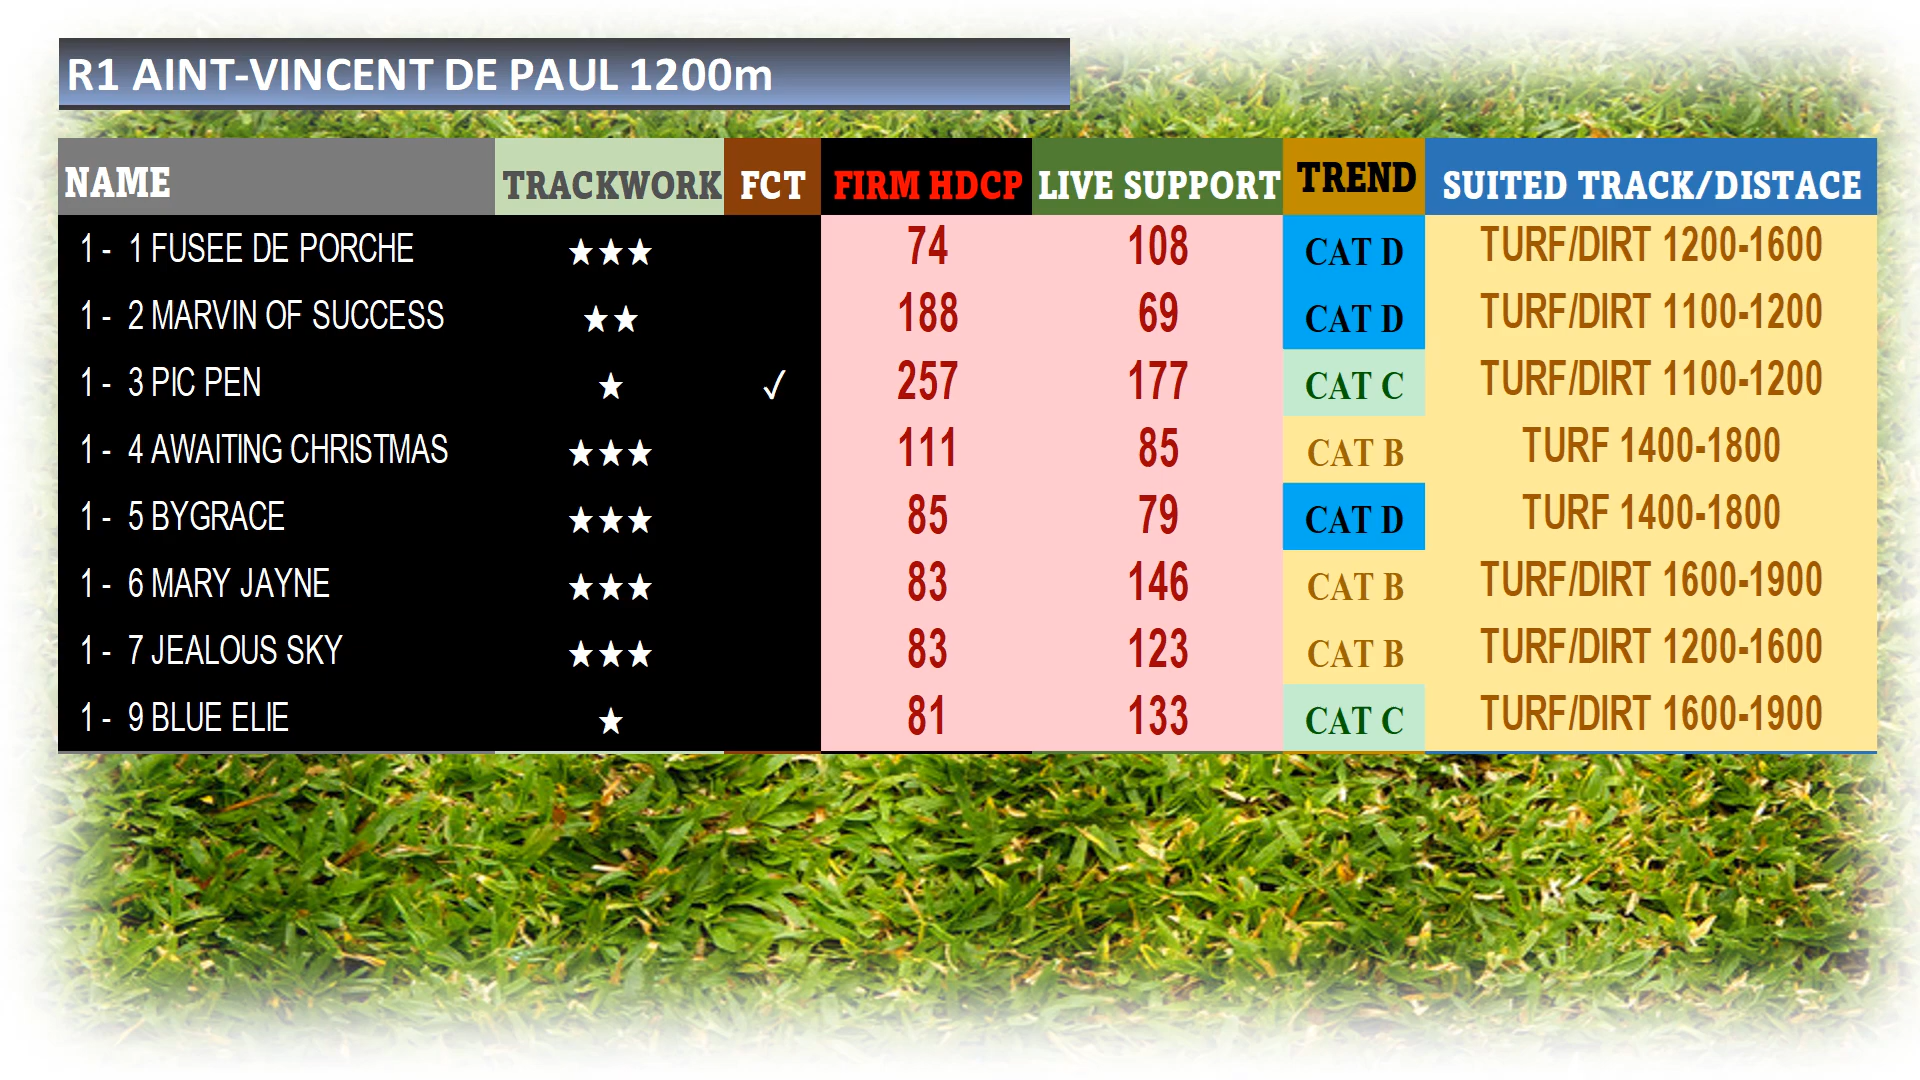 R1 AINT-VINCENT DE PAUL 1200m
NAME TRACKWORK FCT FIRM HDCP LIVE SUPPORT TREND SUITED TRACK/DISTACE
1 - 1 FUSEE DE PORCHE ★★★ 74 108 CAT D TURF/DIRT 1200-1600
1 - 2 MARVIN OF SUCCESS ★★ 188 69 CAT D TURF/DIRT 1100-1200
1 - 3 PIC PEN ★ ✓ 257 177 CAT C TURF/DIRT 1100-1200
1 - 4 AWAITING CHRISTMAS ★★★ 111 85 CAT B TURF 1400-1800
1 - 5 BYGRACE ★★★ 85 79 CAT D TURF 1400-1800
1 - 6 MARY JAYNE ★★★ 83 146 CAT B TURF/DIRT 1600-1900
1 - 7 JEALOUS SKY ★★★ 83 123 CAT B TURF/DIRT 1200-1600
1 - 9 BLUE ELIE ★ 81 133 CAT C TURF/DIRT 1600-1900